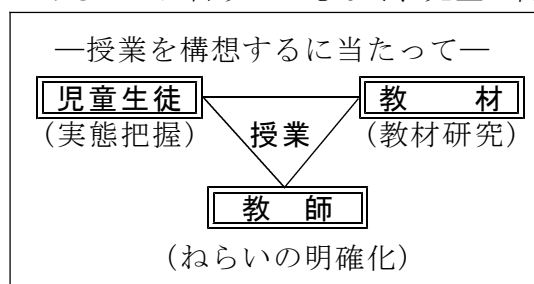 ―授業を構想するに当たって―
児童生徒
教 材
(実態把握)
授業
(教材研究)
教 師
(ねらいの明確化)